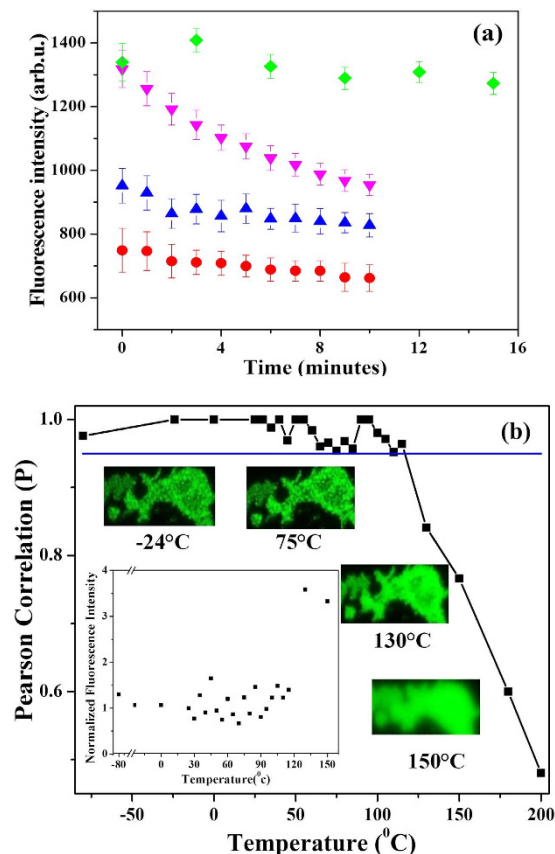 (a)
Fluorescence intensity (arb.u.)
1400
1200
1000
800
600
0 4 8 12 16
Time (minutes)
(b)
Pearson Correlation (P)
1.0
0.8
0.6
-24°C 75°C
130°C
150°C
Normalized Fluorescence Intensity
4
3
2
1
0
-80 0 30 60 90 120 150
Temperature(⁰c)
-50 0 50 100 150 200
Temperature (⁰C)